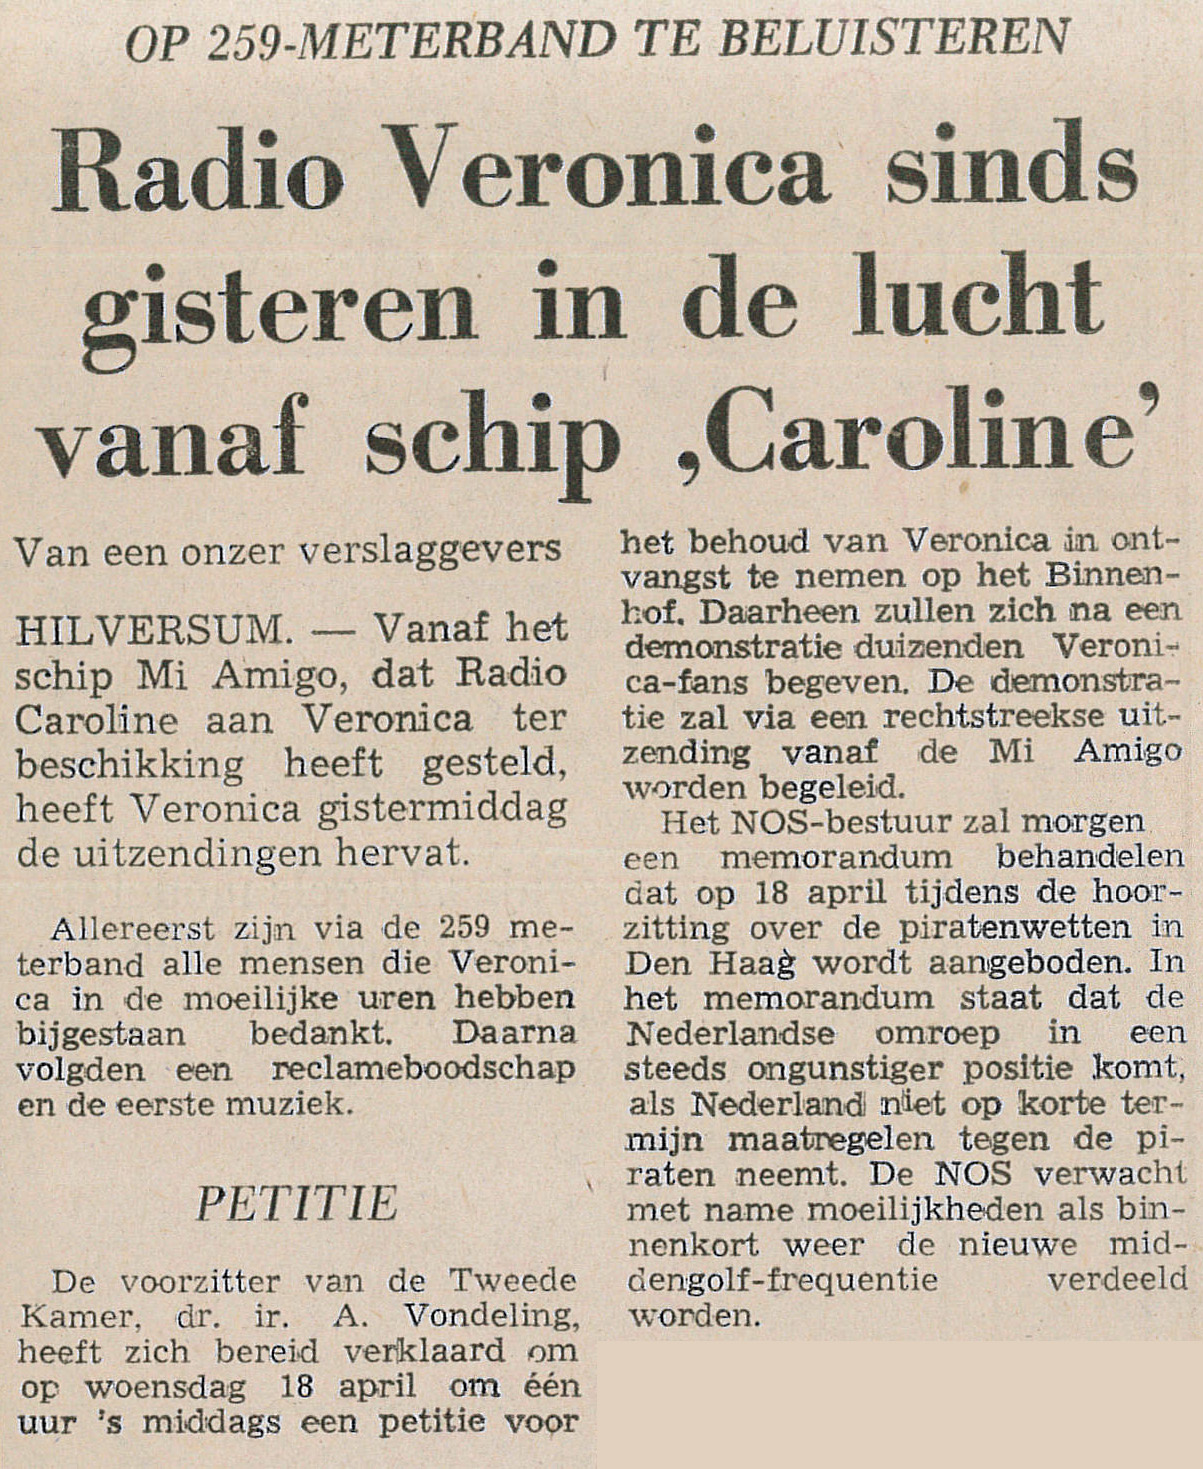 OP 259-METERBAND TE BELUISTEREN
Radio Veronica sinds
gisteren in de lucht
vanaf schip ‚Caroline’
Van een onzer verslaggevers
HILVERSUM. — Vanaf het
schip Mi Amigo, dat Radio
Caroline aan Veronica ter
beschikking heeft gesteld,
heeft Veronica gistermiddag
de uitzendingen hervat.
Allereerst zijn via de 259 me-
terband alle mensen die Veroni-
ca in de moeilijke uren hebben
bijgestaan bedankt. Daarna
volgden een reclameboodschap
en de eerste muziek.
PETITIE
De voorzitter van de Tweede
Kamer, dr. ir. A. Vondeling,
heeft zich bereid verklaard om
op woensdag 18 april om één
uur 's middags een petitie voor
het behoud van Veronica in ont-
vangst te nemen op het Binnen-
hof. Daarheen zullen zich na een
demonstratie duizenden Veroni-
ca-fans begeven. De demonstra-
tie zal via een rechtstreekse uit-
zending vanaf de Mi Amigo
worden begeleid.
Het NOS-bestuur zal morgen
een memorandum behandelen
dat op 18 april tijdens de hoor-
zitting over de piratenwetten in
Den Haag wordt aangeboden. In
het memorandum staat dat de
Nederlandse omroep in een
steeds ongunstiger positie komt,
als Nederland niet op korte ter-
mijn maatregelen tegen de pi-
raten neemt. De NOS verwacht
met name moeilijkheden als bin-
nenkort weer de nieuwe mid-
dengolf-frequentie verdeeld
worden.